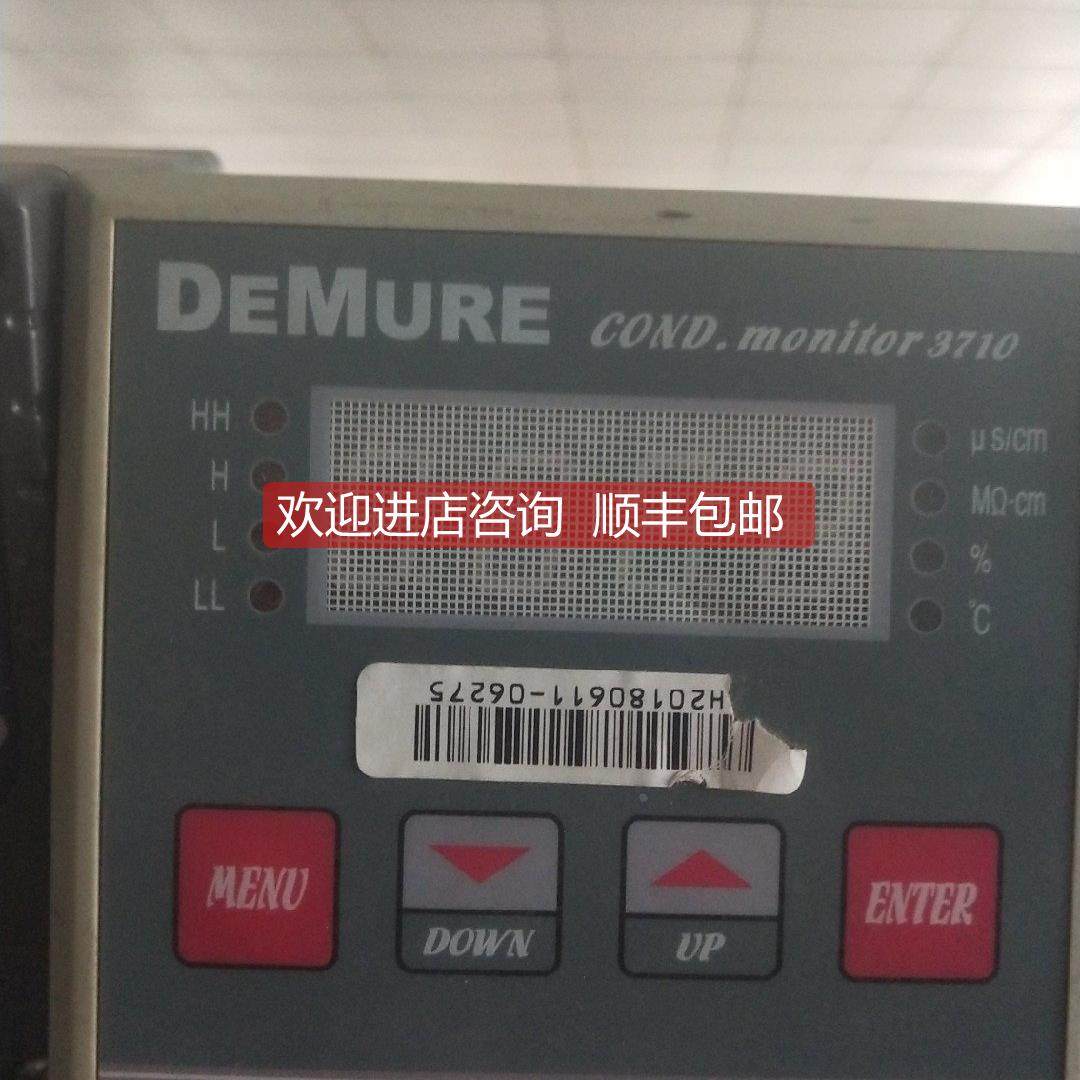 DEMURE COND. monitor 3710
HH
H
L
LL
μs/cm
MΩ·cm
%
℃
欢迎进店咨询 顺丰包邮
H20180611-06275
MENU
DOWN
UP
ENTER